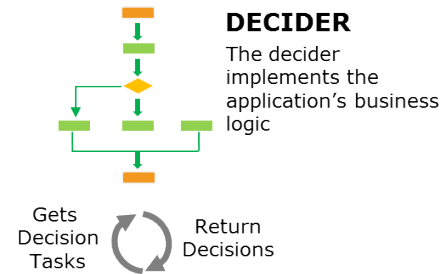 DECIDER
The decider
implements the
application's business
logic
Gets
Decision
Tasks
Return
Decisions